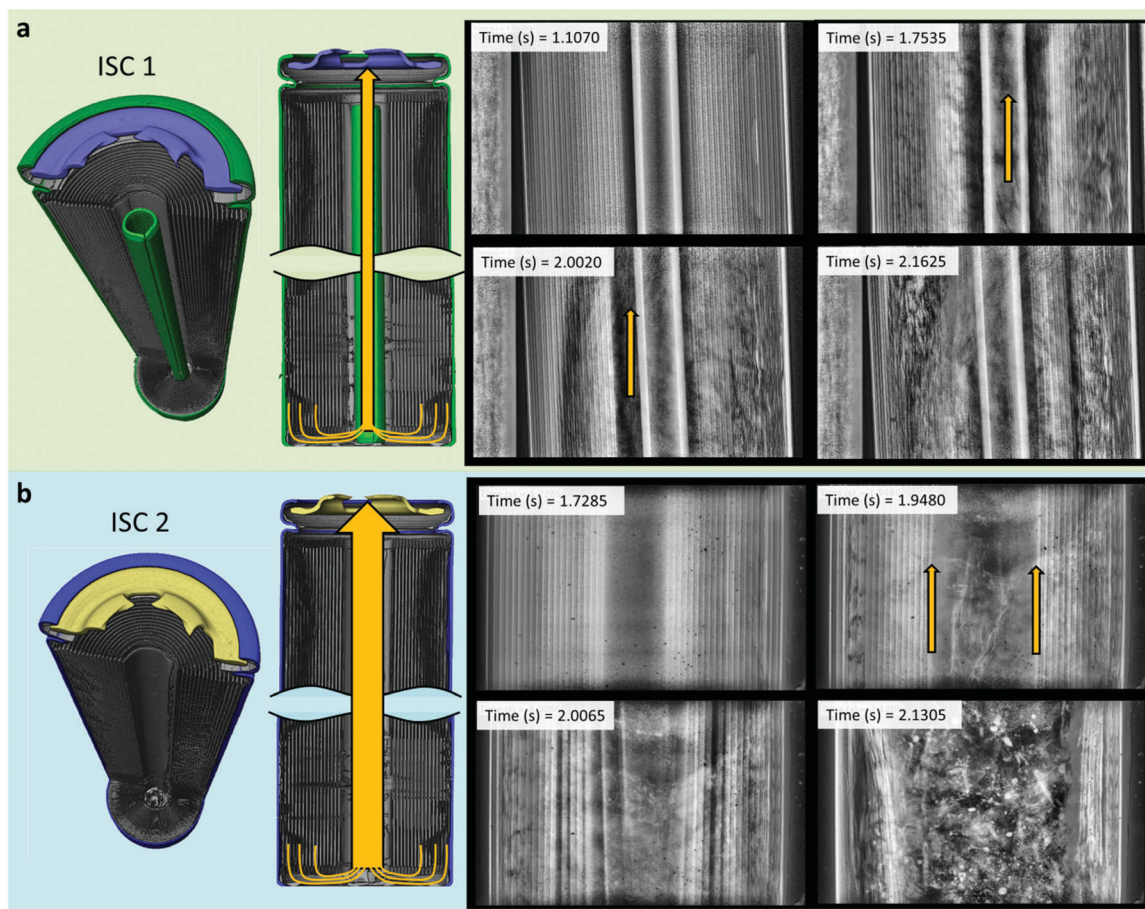 a
ISC 1
Time (s) = 1.1070
Time (s) = 1.7535
Time (s) = 2.0020
Time (s) = 2.1625
b
ISC 2
Time (s) = 1.7285
Time (s) = 1.9480
Time (s) = 2.0065
Time (s) = 2.1305